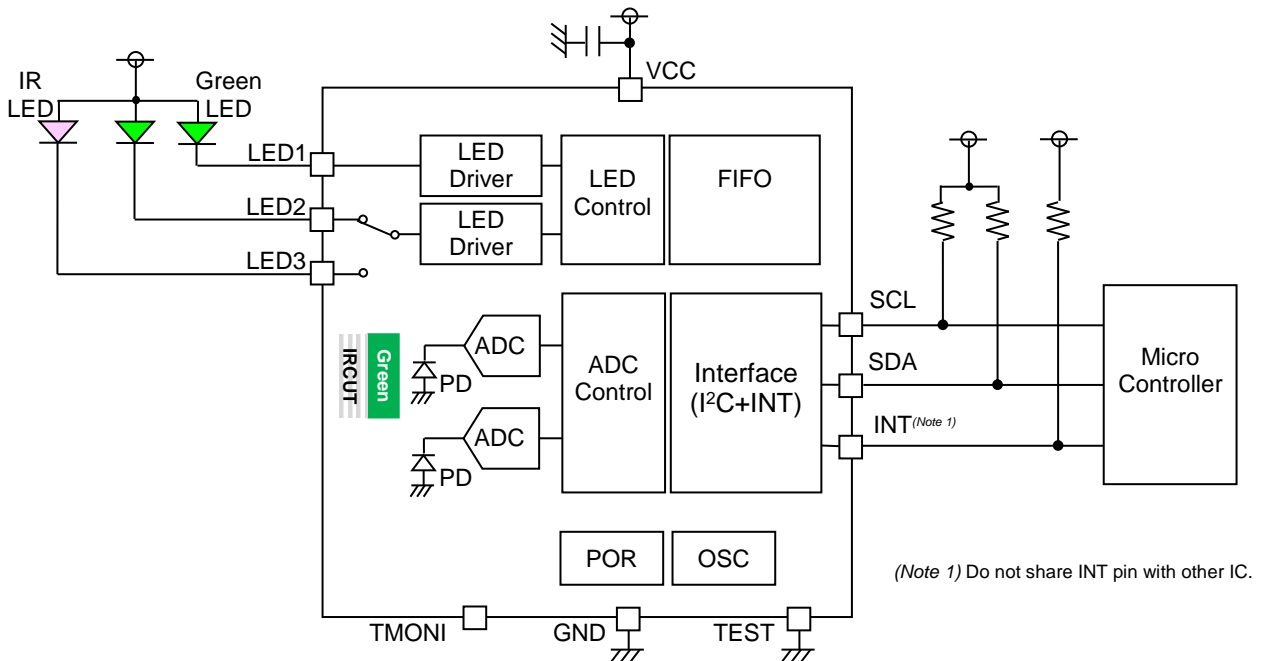 VCC
IR
LED
Green
LED
LED1
LED2
LED3
LED
Driver
LED
Driver
LED
Control
FIFO
IRCUT
Green
PD
ADC
PD
ADC
ADC
Control
Interface
(I²C+INT)
SCL
SDA
INT(Note 1)
Micro
Controller
POR
OSC
(Note 1) Do not share INT pin with other IC.
TMONI
GND
TEST